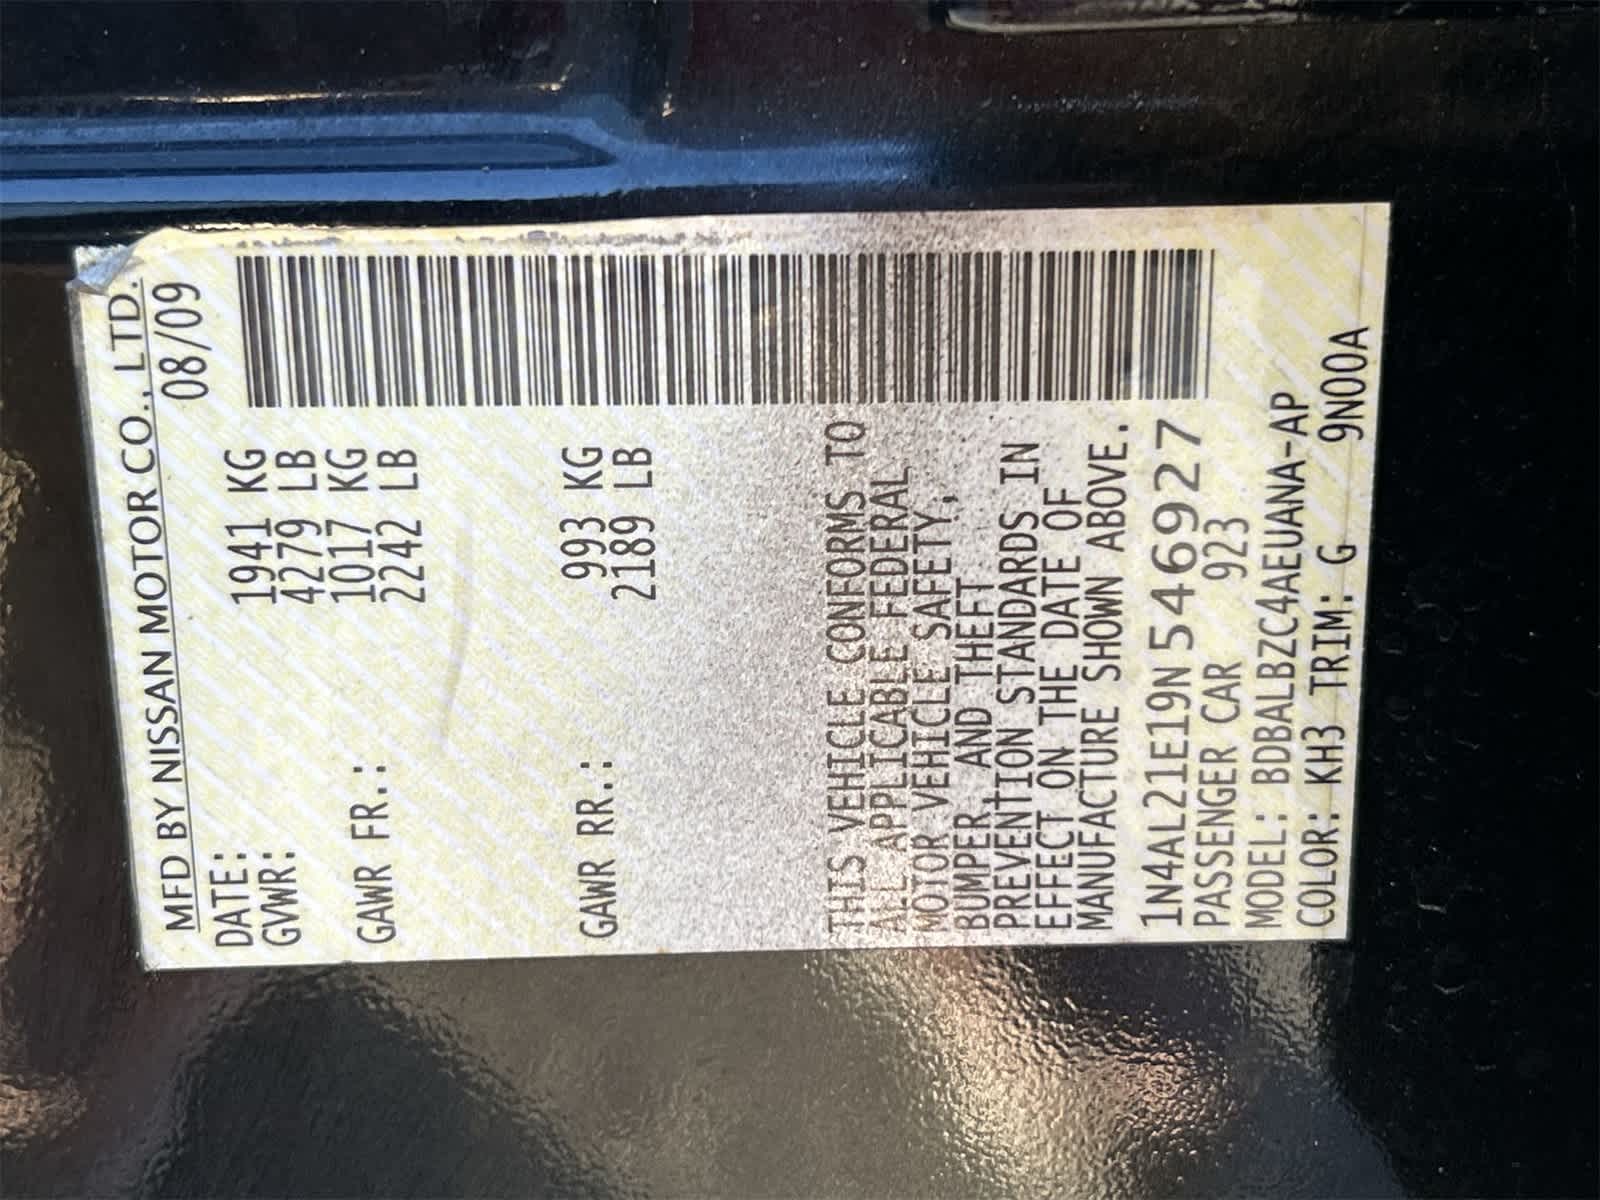 MFD BY NISSAN MOTOR CO., LTD.
DATE: 08/09
GVWR: 1941 KG
4279 LB
GAWR FR.: 1017 KG
2242 LB
GAWR RR.: 993 KG
2189 LB
THIS VEHICLE CONFORMS TO
ALL APPLICABLE FEDERAL
MOTOR VEHICLE SAFETY,
BUMPER, AND THEFT
PREVENTION STANDARDS IN
EFFECT ON THE DATE OF
MANUFACTURE SHOWN ABOVE.
1N4AL21E19N546927
PASSENGER CAR 923
MODEL: BDBALBZC4AEUANA-AP
COLOR: KH3 TRIM: G 9N00A